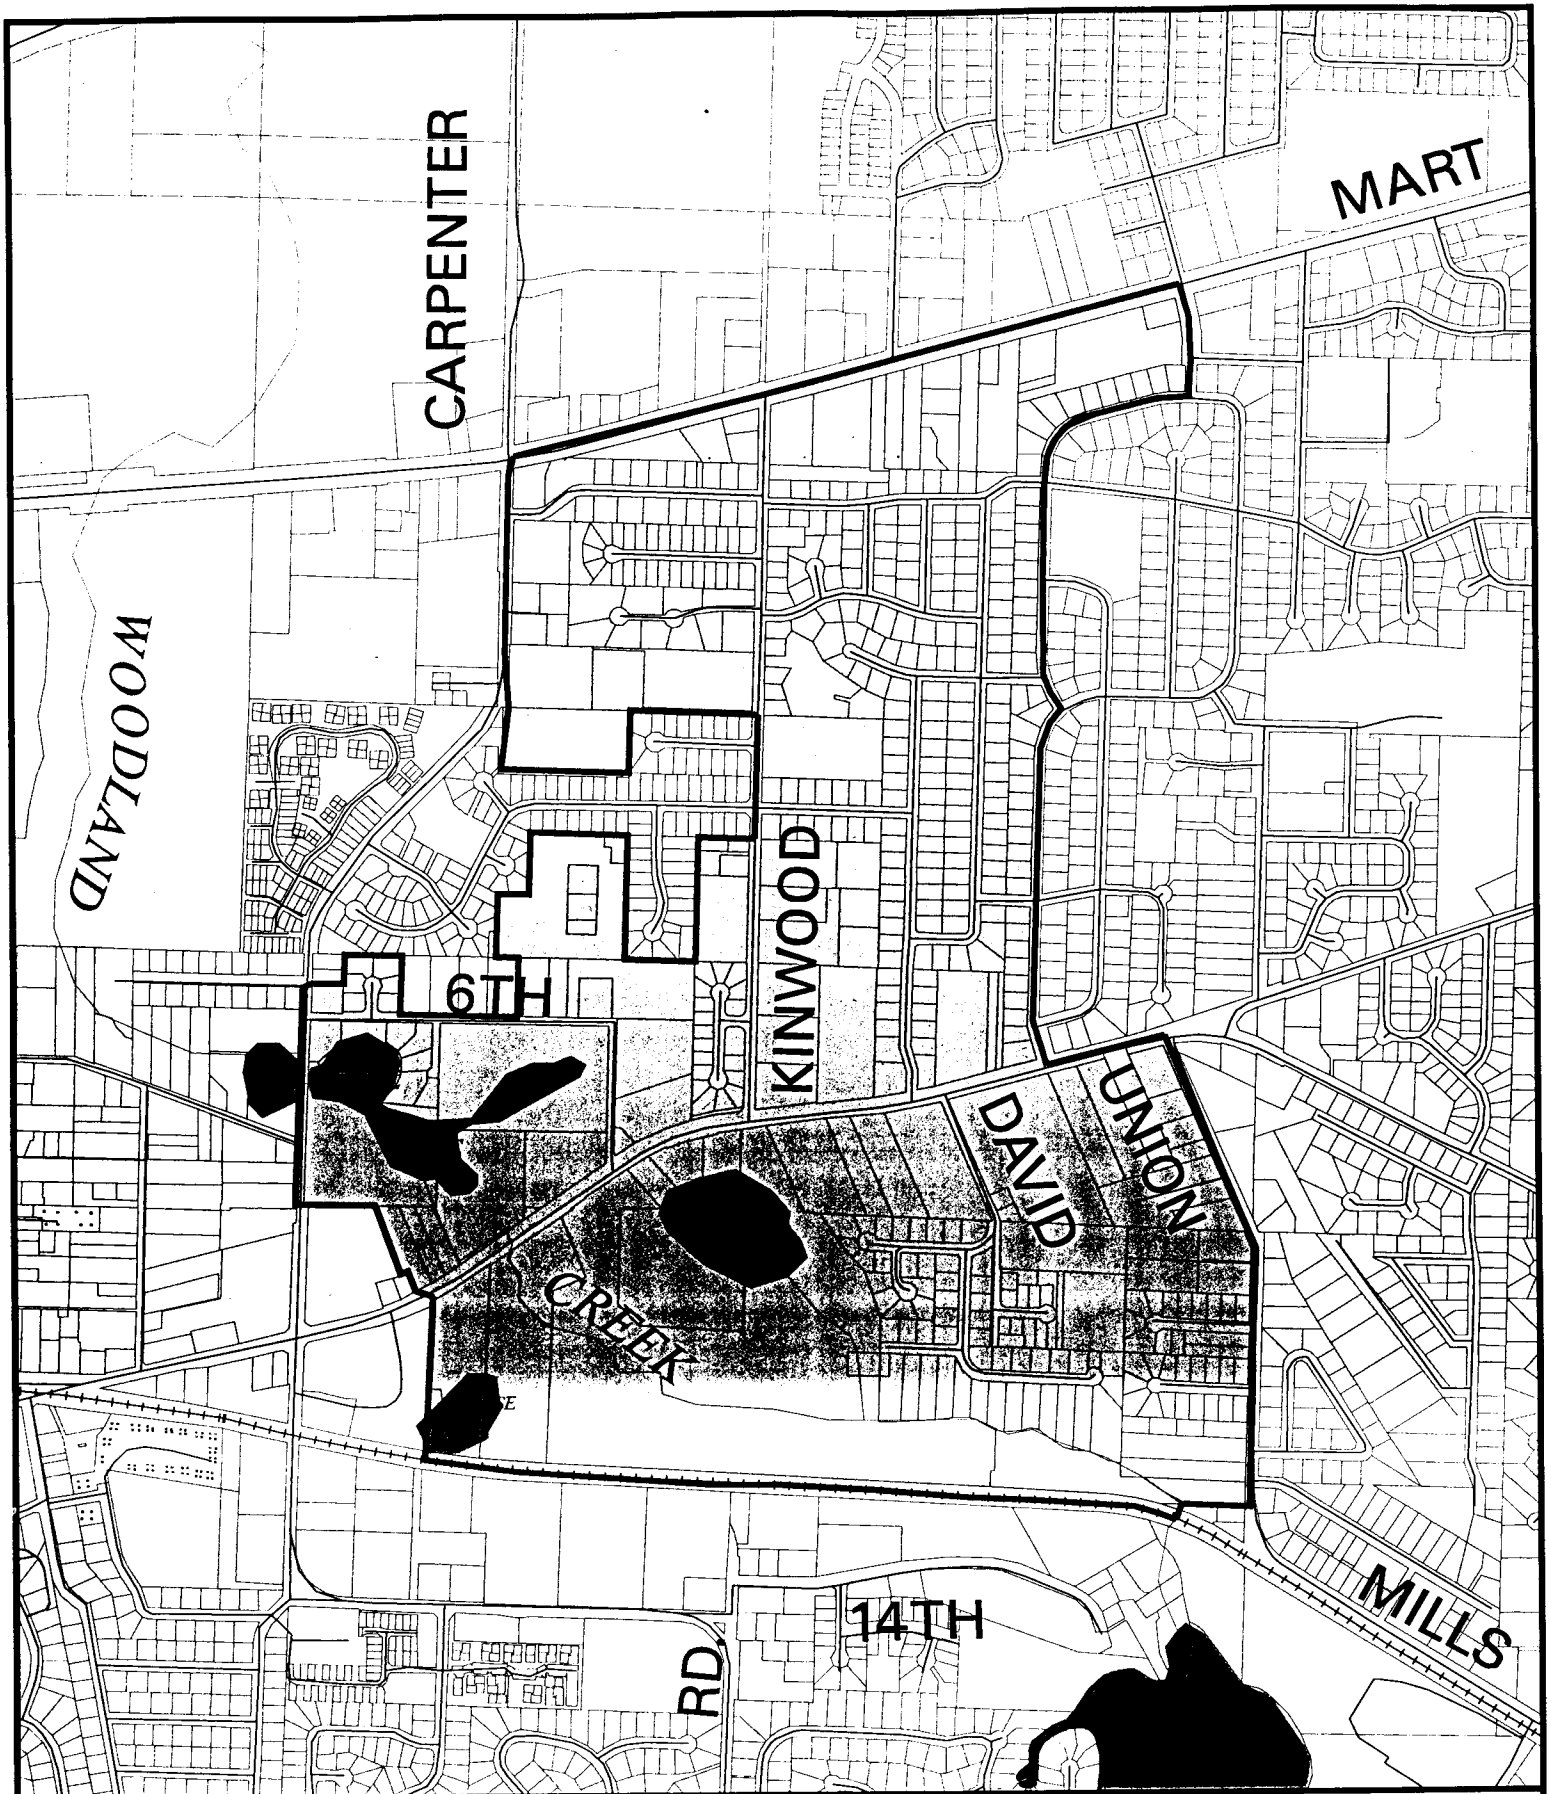 MART
CARPENTER
WOODLAND
KINWOOD
6TH
UNION
DAVID
CREEK
14TH
MILLS
RD